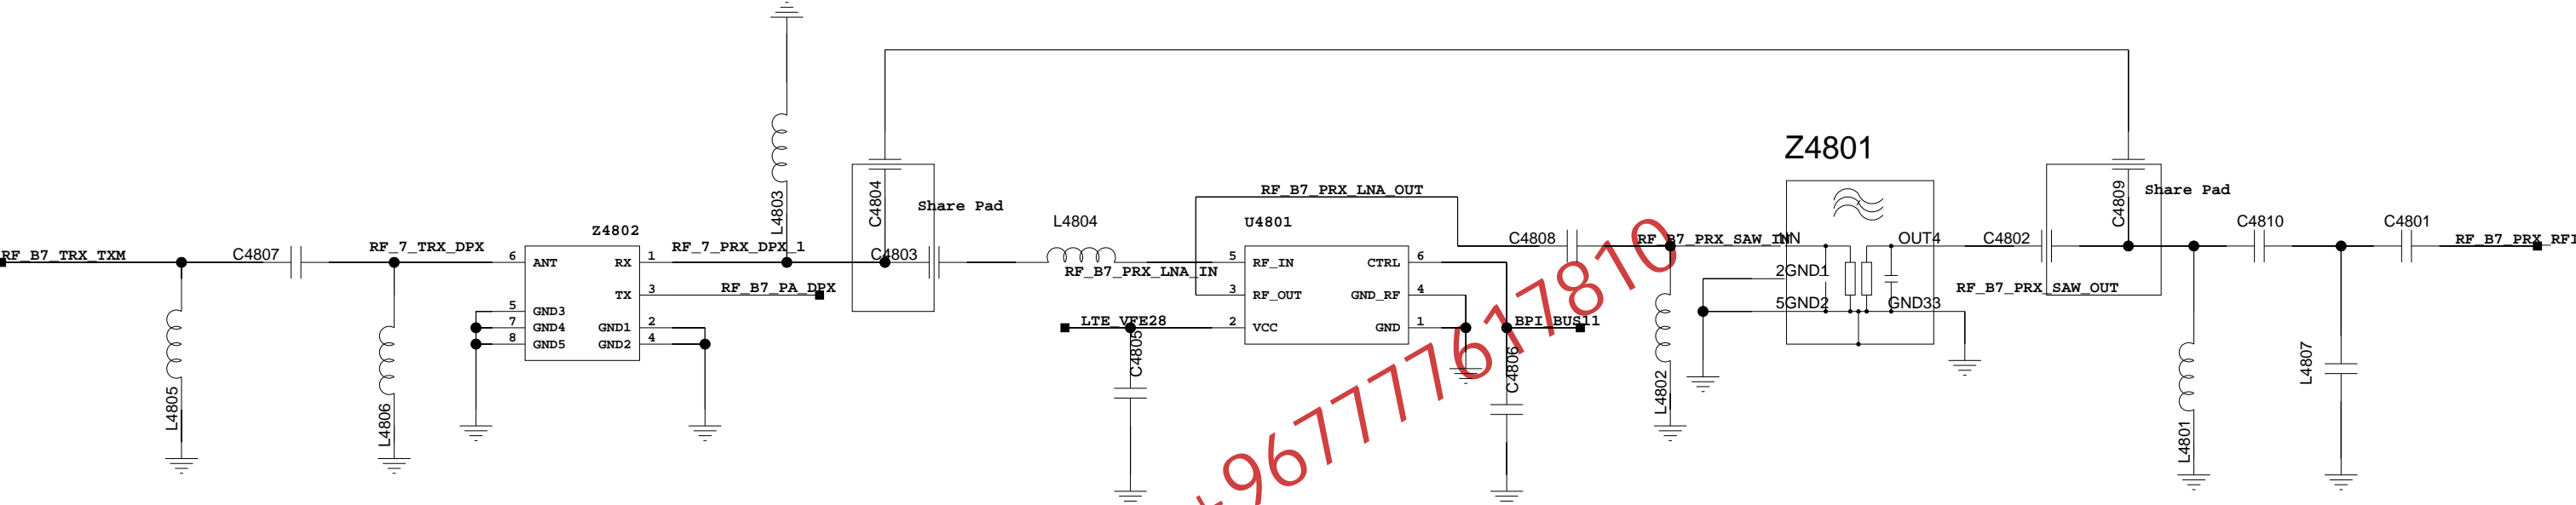 RF_B7_TRX_TXM
L4805
C4807
RF_7_TRX_DPX
L4806
Z4802
6 ANT RX 1
TX 3
5 GND3
7 GND4 GND1 2
8 GND5 GND2 4
RF_7_PRX_DPX_1
RF_B7_PA_DPX
L4803
C4804
Share Pad
C4803
L4804
RF_B7_PRX_LNA_IN
RF_B7_PRX_LNA_OUT
U4801
5 RF_IN CTRL 6
3 RF_OUT GND_RF 4
2 VCC GND 1
LTE_VFE28
C4805
BPI_BUS11
C4806
C4808
RF_B7_PRX_SAW_IN
L4802
Z4801
1IN OUT4
2GND1
5GND2 GND33
C4802
RF_B7_PRX_SAW_OUT
C4809
Share Pad
L4801
C4810
L4807
C4801
967777617810